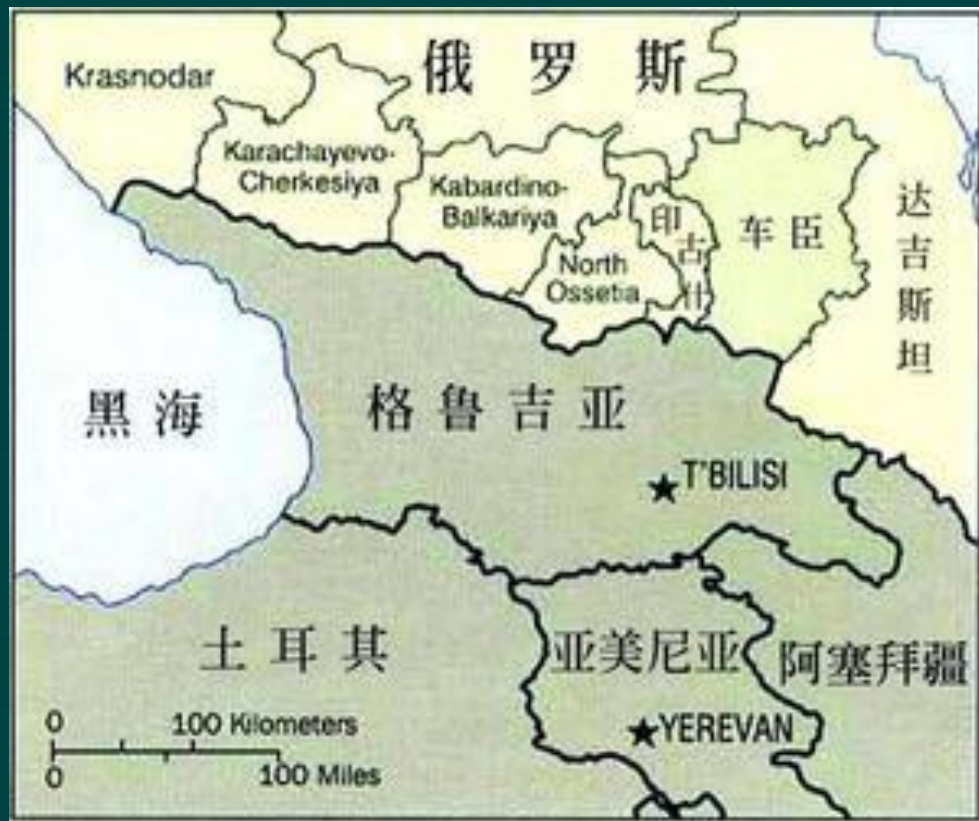 俄罗斯
Krasnodar
Karachayevo-
Cherkesiya
Kabardino-
Balkariya
North
Ossetia
印古什
车臣
达吉斯坦
黑海
格鲁吉亚
T'BILISI
土耳其
亚美尼亚
阿塞拜疆
YEREVAN
0 100 Kilometers
0 100 Miles